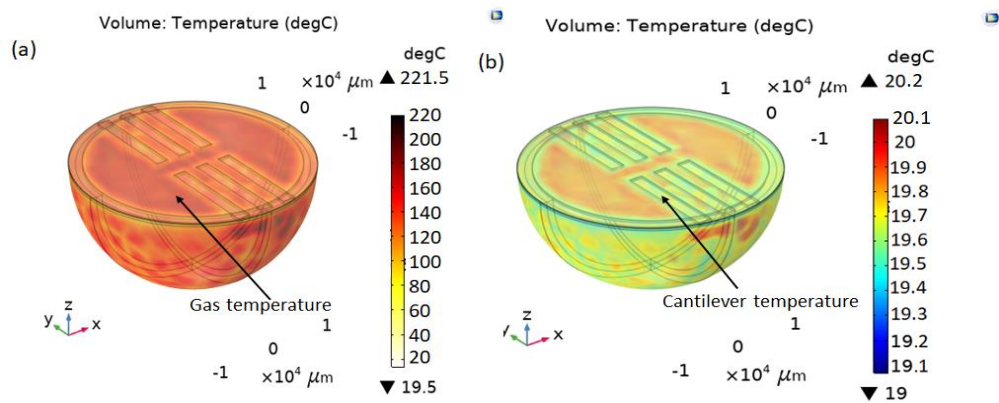 Volume: Temperature (degC)
(a)
degC
▲ 221.5
1
×10⁴ μm
0
-1
220
200
180
160
140
120
100
80
60
40
20
▼ 19.5
Gas temperature
z
y
x
1
0
-1
×10⁴ μm
Volume: Temperature (degC)
(b)
degC
▲ 20.2
1
×10⁴ μm
0
-1
20.1
20
19.9
19.8
19.7
19.6
19.5
19.4
19.3
19.2
19.1
▼ 19
Cantilever temperature
z
y
x
1
0
-1
×10⁴ μm